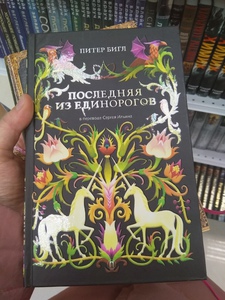 ПИТЕР БИГЛ
ПОСЛЕДНЯЯ
ИЗ ЕДИНОРОГОВ
в переводе Сергея Ильина